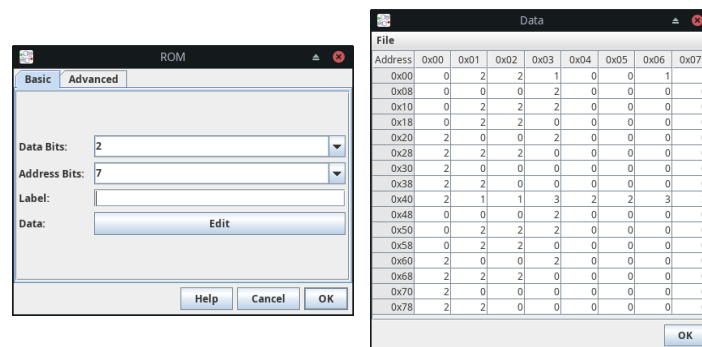 ROM
Basic Advanced
Data Bits: 2
Address Bits: 7
Label:
Data: Edit
Help Cancel OK
Data
File
Address 0x00 0x01 0x02 0x03 0x04 0x05 0x06 0x07
0x00 0 2 2 1 0 0 1
0x08 0 0 0 2 0 0 0
0x10 0 2 2 2 0 0 0
0x18 0 2 2 0 0 0 0
0x20 2 0 0 2 0 0 0
0x28 2 2 2 0 0 0 0
0x30 2 0 0 0 0 0 0
0x38 2 2 0 0 0 0 0
0x40 2 1 1 3 2 2 3
0x48 0 0 0 2 0 0 0
0x50 0 2 2 2 0 0 0
0x58 0 2 2 0 0 0 0
0x60 2 0 0 2 0 0 0
0x68 2 2 2 0 0 0 0
0x70 2 0 0 0 0 0 0
0x78 2 2 0 0 0 0 0
OK